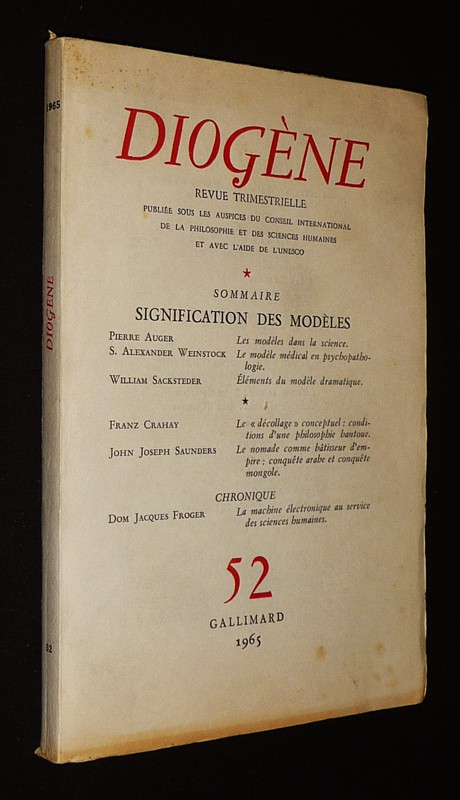 1965
DIOGÈNE
52
DIOGÈNE
REVUE TRIMESTRIELLE
PUBLIÉE SOUS LES AUSPICES DU CONSEIL INTERNATIONAL
DE LA PHILOSOPHIE ET DES SCIENCES HUMAINES
ET AVEC L'AIDE DE L'UNESCO
SOMMAIRE
SIGNIFICATION DES MODÈLES
PIERRE AUGER Les modèles dans la science.
S. ALEXANDER WEINSTOCK Le modèle médical en psychopatho-
logie.
WILLIAM SACKSTEDER Éléments du modèle dramatique.
FRANZ CRAHAY Le « décollage » conceptuel : condi-
tions d'une philosophie bantoue.
JOHN JOSEPH SAUNDERS Le nomade comme bâtisseur d'em-
pire : conquête arabe et conquête
mongole.
CHRONIQUE
DOM JACQUES FROGER La machine électronique au service
des sciences humaines.
52
GALLIMARD
1965